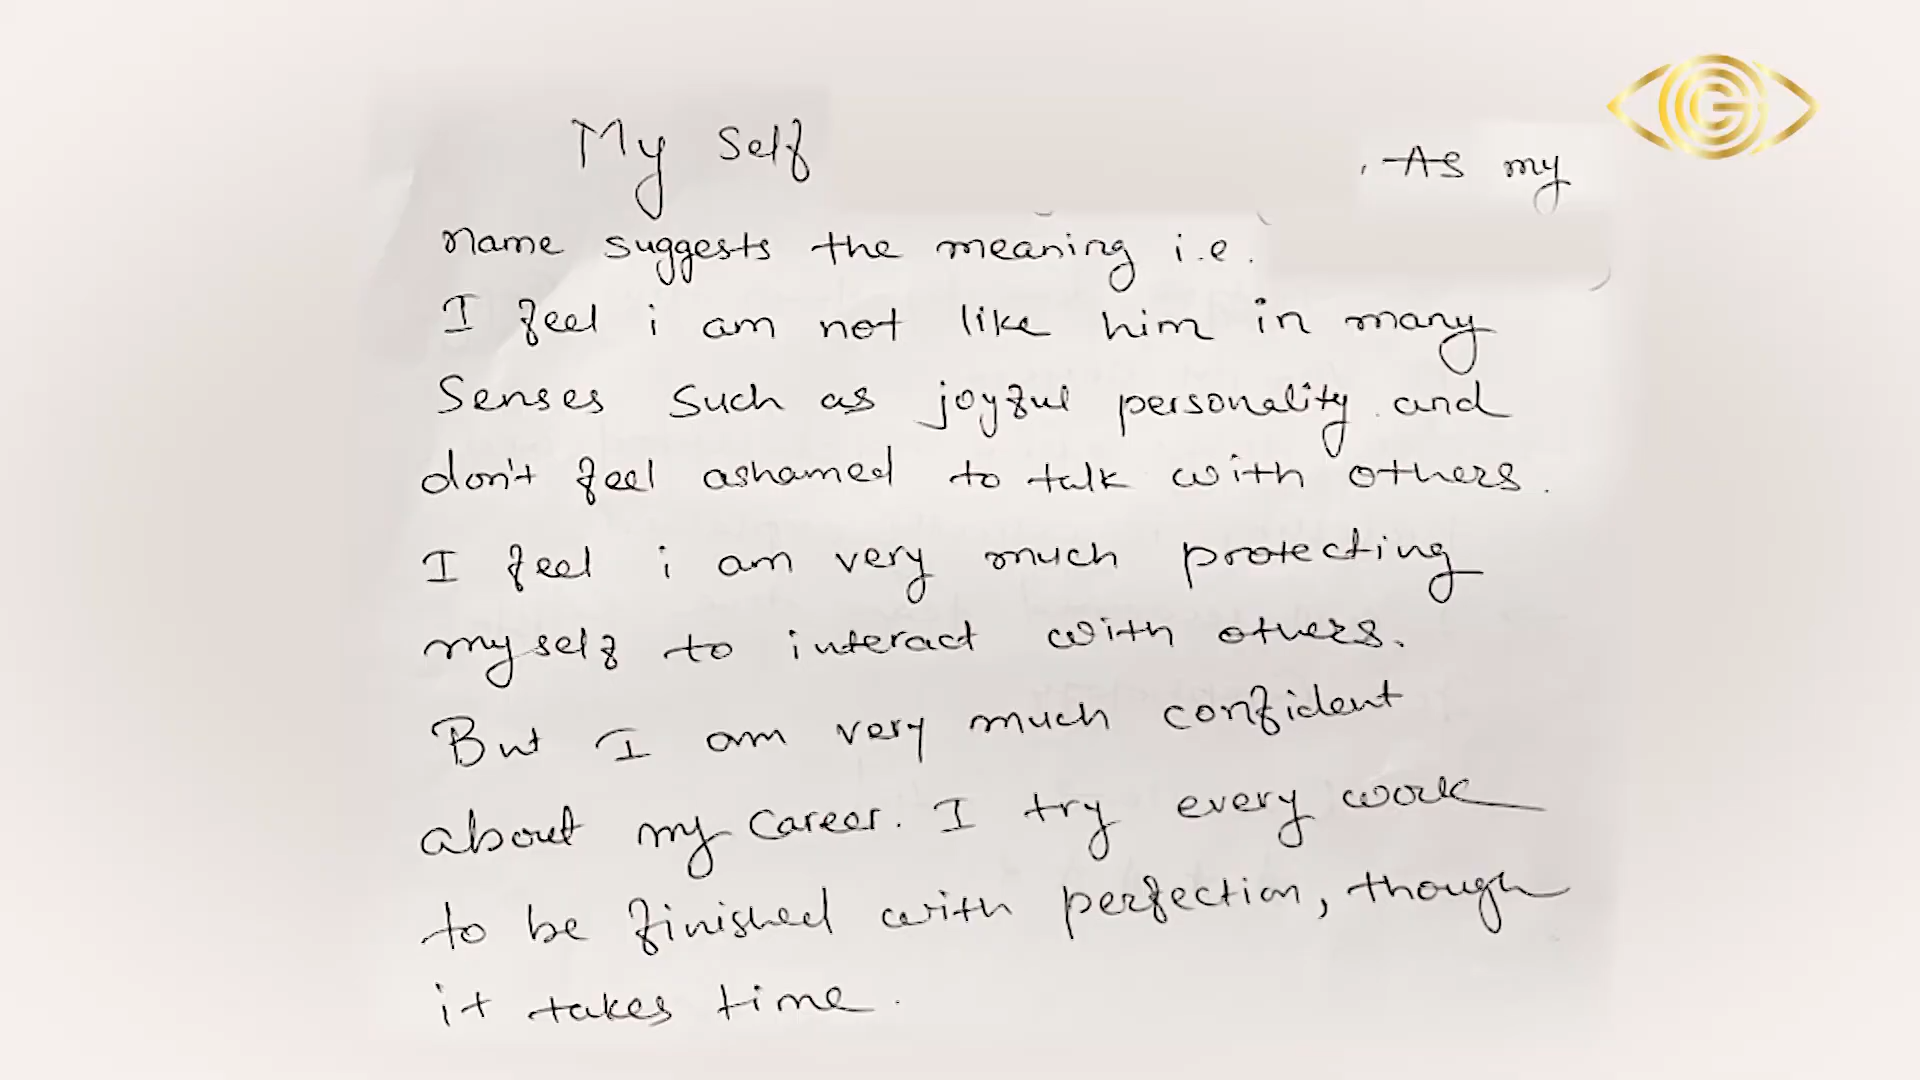 My self
. As my
name suggests the meaning i.e.
I feel i am not like him in many
Senses such as joyful personality and
don't feel ashamed to talk with others.
I feel i am very much protecting
myself to interact with others.
But I am very much confident
about my career. I try every work
to be finished with perfection, though
it takes time.
G